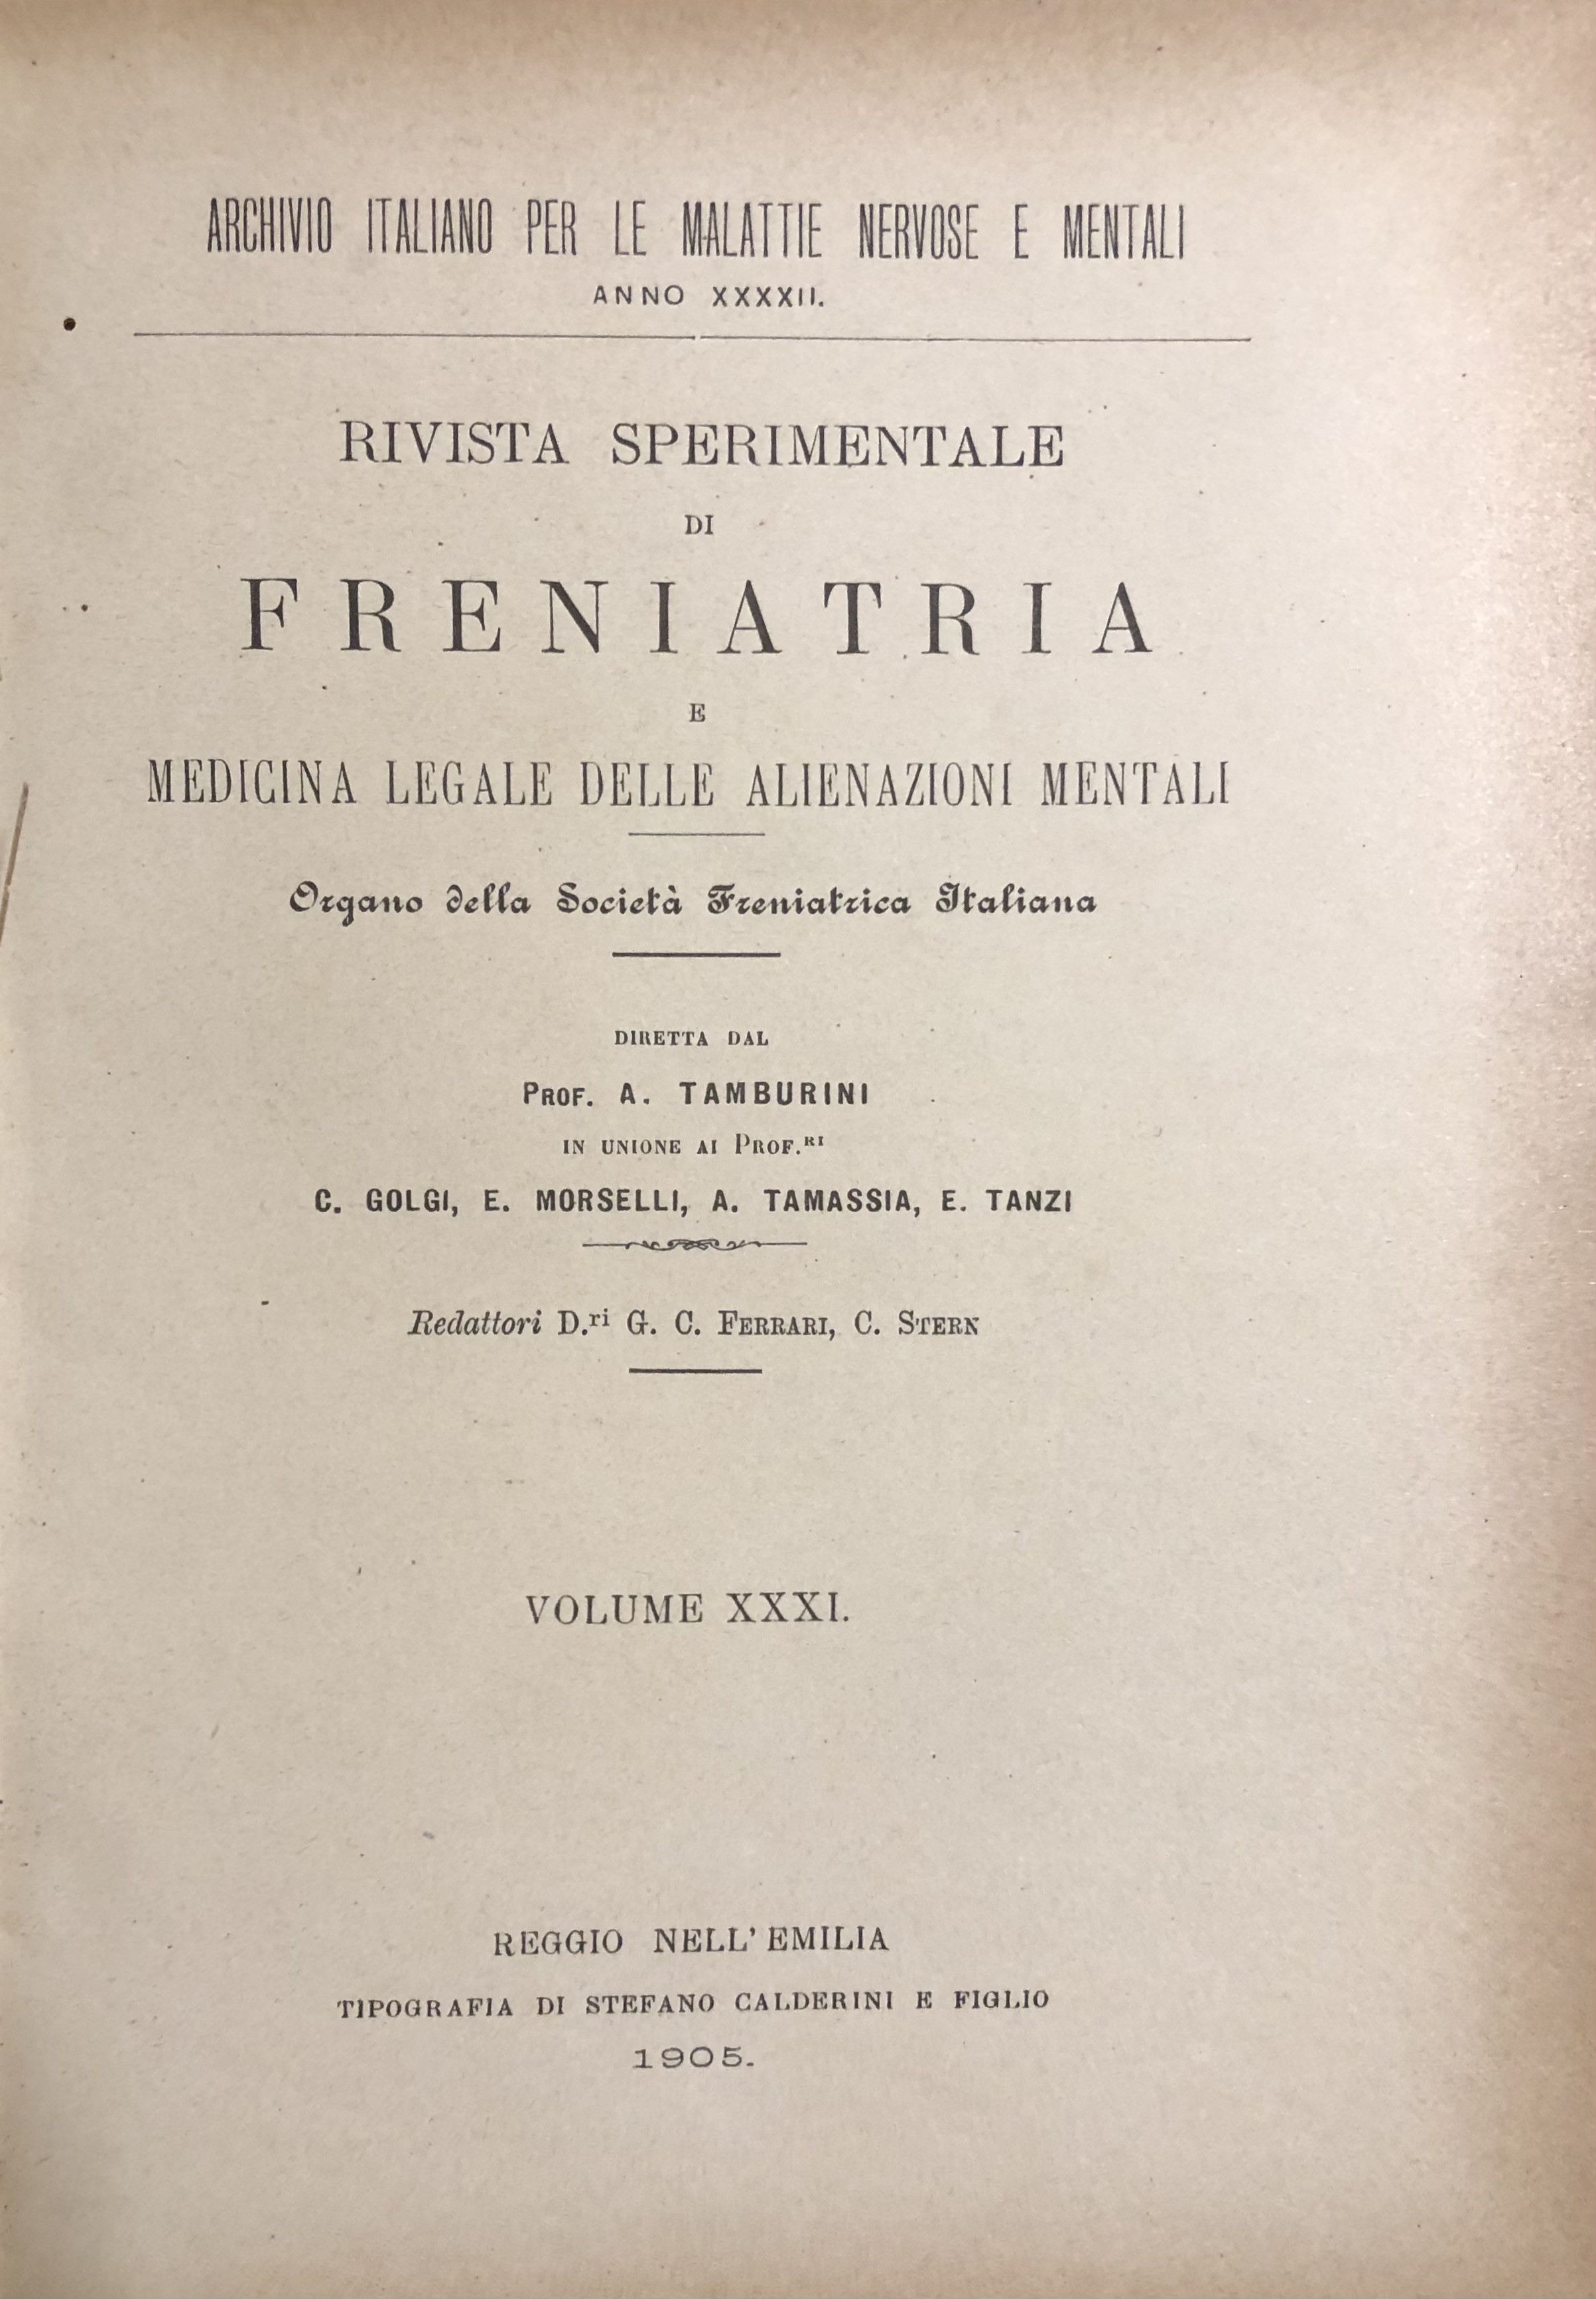 ARCHIVIO ITALIANO PER LE MALATTIE NERVOSE E MENTALI
ANNO XXXXII.
RIVISTA SPERIMENTALE
DI
FRENIATRIA
E
MEDICINA LEGALE DELLE ALIENAZIONI MENTALI
Organo della Società Freniatrica Italiana
DIRETTA DAL
PROF. A. TAMBURINI
IN UNIONE AI PROF.RI
C. GOLGI, E. MORSELLI, A. TAMASSIA, E. TANZI
Redattori D.ri G. C. FERRARI, C. STERN
VOLUME XXXI.
REGGIO NELL' EMILIA
TIPOGRAFIA DI STEFANO CALDERINI E FIGLIO
1905.